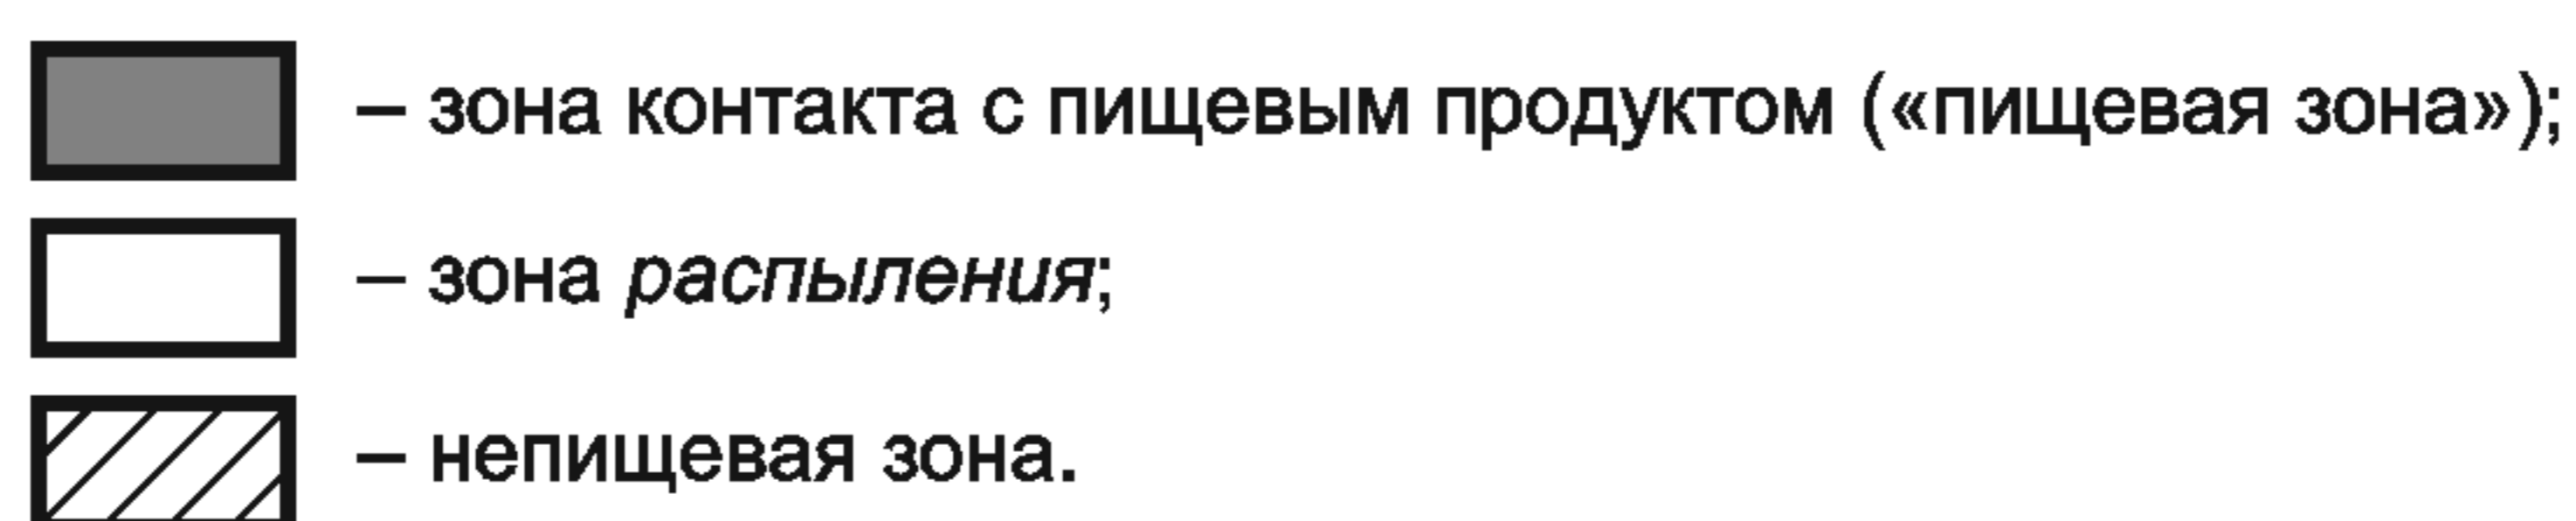 – зона контакта с пищевым продуктом («пищевая зона»);
– зона распыления;
– непищевая зона.